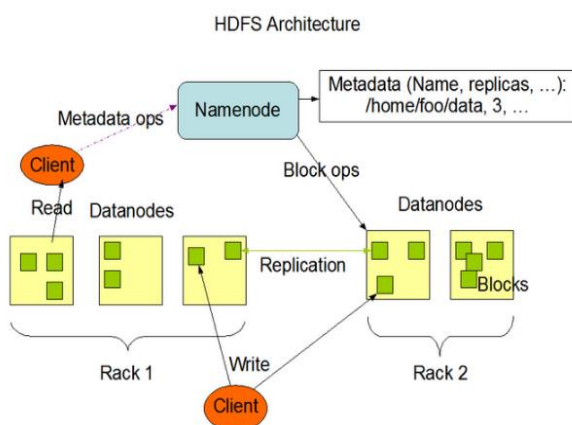 HDFS Architecture
Metadata (Name, replicas, ...):
/home/foo/data, 3, ...
Namenode
Metadata ops
Client
Block ops
Read
Datanodes
Datanodes
Replication
Blocks
Write
Rack 1
Rack 2
Client